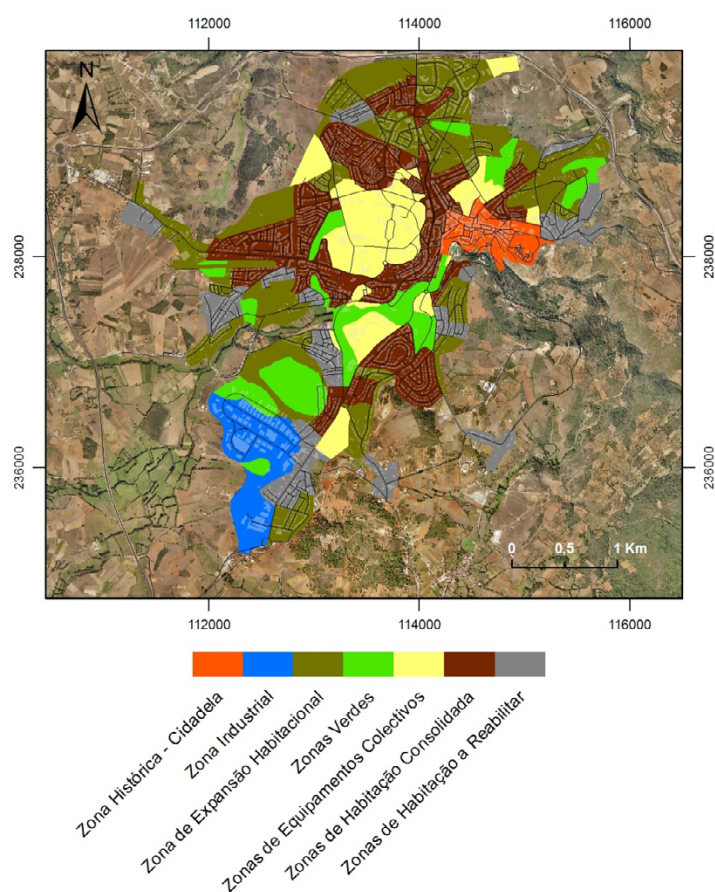 112000 114000 116000
N
238000 238000
236000 236000
0 0,5 1 Km
112000 114000 116000
Zona Histórica - Cidadela
Zona Industrial
Zona de Expansão Habitacional
Zonas Verdes
Zonas de Equipamentos Colectivos
Zonas de Habitação Consolidada
Zonas de Habitação a Reabilitar